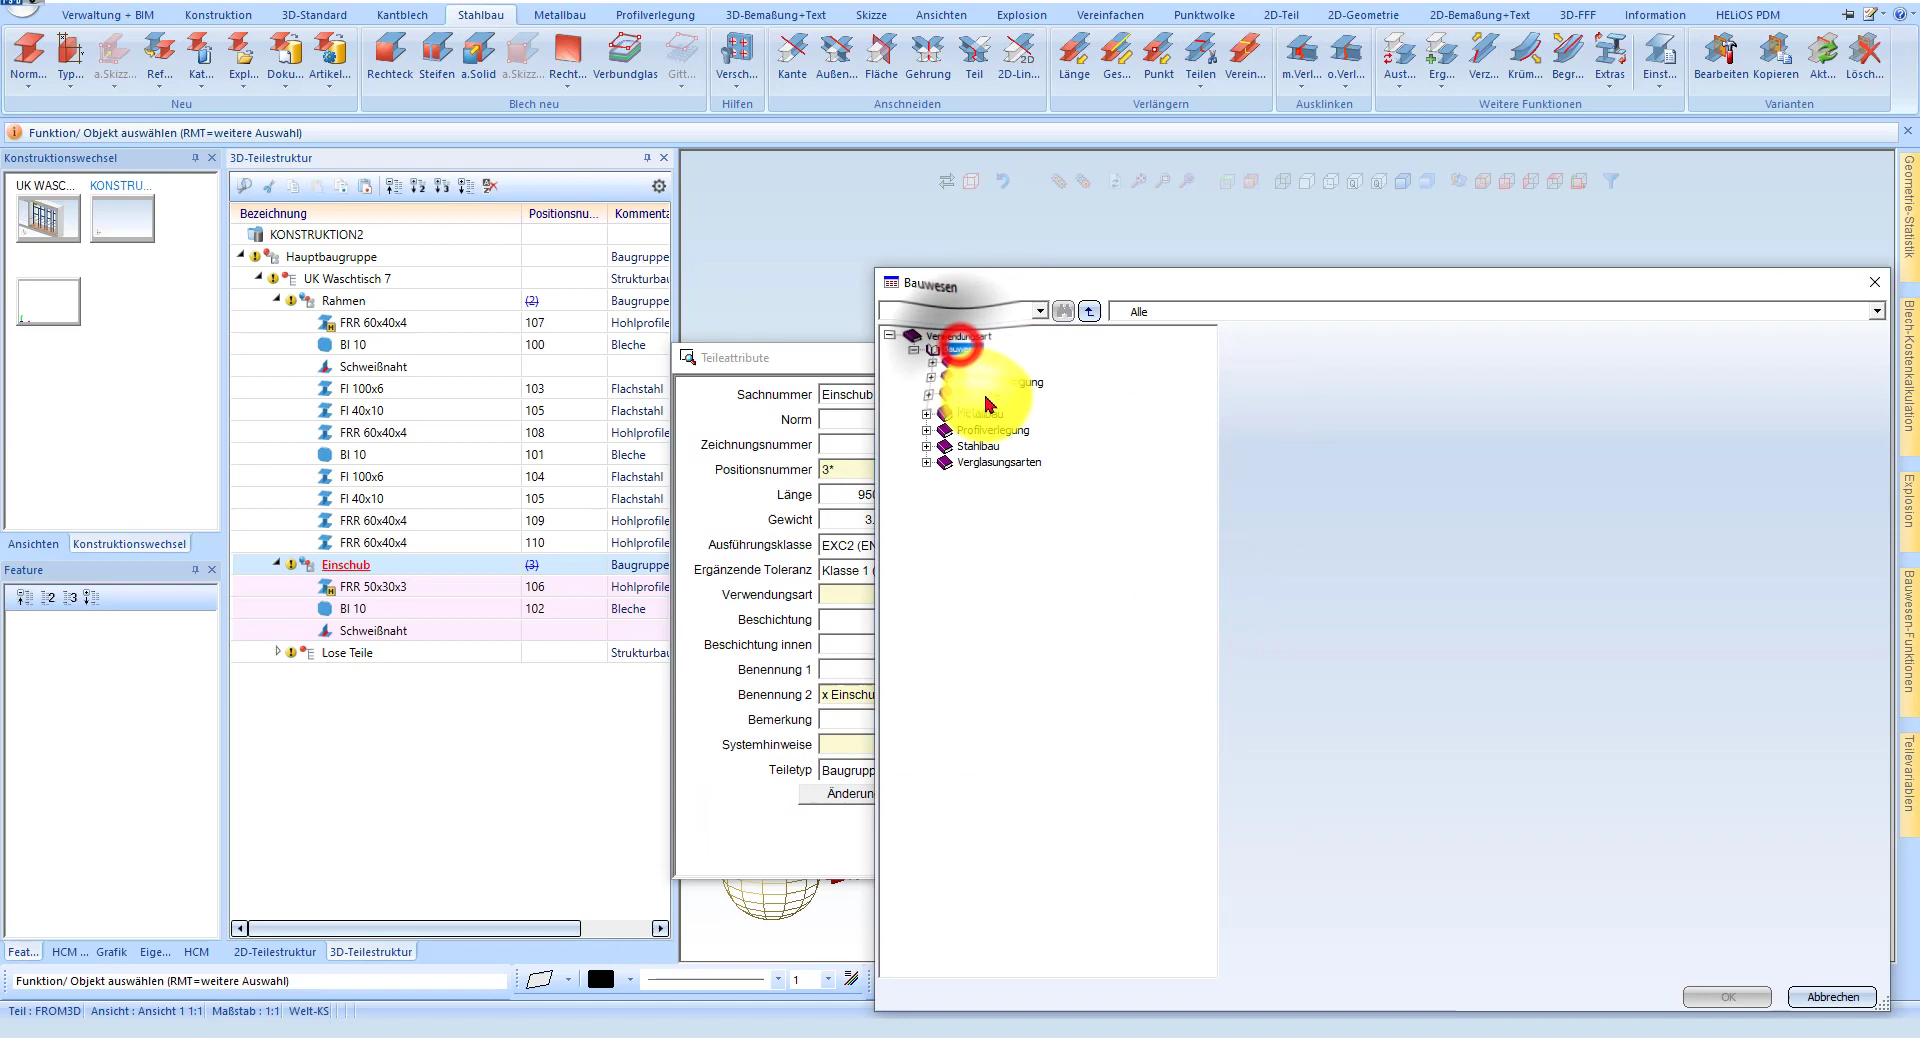 Verwaltung + BIM Konstruktion 3D-Standard Kantblech Stahlbau Metallbau Profilverlegung 3D-Bemaßung+Text Skizze Ansichten Explosion Vereinfachen Punktwolke 2D-Teil 2D-Geometrie 2D-Bemaßung+Text 3D-FFF Information HELiOS PDM
Norm... Typ... a.Skizz... Ref... Kat... Expl... Doku... Artikel... Rechteck Steifen a.Solid a.Skizz... Recht... Verbundglas Gitt... Versch... Kante Außen... Fläche Gehrung Teil 2D-Lin... Länge Ges... Punkt Teilen Verein... m.Verl... o.Verl... Aust... Erg... Verz... Krüm... Begr... Extras Einst... Bearbeiten Kopieren Akt... Lösch...
Neu Blech neu Hilfen Anschneiden Verlängern Ausklinken Weitere Funktionen Varianten
Funktion/ Objekt auswählen (RMT=weitere Auswahl)
Konstruktionswechsel
UK WASC... KONSTRU...
Ansichten Konstruktionswechsel
Feature
2 3
Feat... HCM ... Grafik Eige... HCM
3D-Teilestruktur
Bezeichnung Positionsnu... Kommenta
KONSTRUKTION2
Hauptbaugruppe Baugruppe
UK Waschtisch 7 Strukturbau
Rahmen (2) Baugruppe
FRR 60x40x4 107 Hohlprofile
Bl 10 100 Bleche
Schweißnaht
Fl 100x6 103 Flachstahl
Fl 40x10 105 Flachstahl
FRR 60x40x4 108 Hohlprofile
Bl 10 101 Bleche
Fl 100x6 104 Flachstahl
Fl 40x10 105 Flachstahl
FRR 60x40x4 109 Hohlprofile
FRR 60x40x4 110 Hohlprofile
Einschub (3) Baugruppe
FRR 50x30x3 106 Hohlprofile
Bl 10 102 Bleche
Schweißnaht
Lose Teile Strukturbau
2D-Teilestruktur 3D-Teilestruktur
Teileattribute
Sachnummer Einschub
Norm
Zeichnungsnummer
Positionsnummer 3*
Länge 950
Gewicht 3.
Ausführungsklasse EXC2 (EN
Ergänzende Toleranz Klasse 1 (
Verwendungsart
Beschichtung
Beschichtung innen
Benennung 1
Benennung 2 x Einschu
Bemerkung
Systemhinweise
Teiletyp Baugrupp
Änderun
Bauwesen
Alle
Verwendungsart
gung
Metallbau
Profilverlegung
Stahlbau
Verglasungsarten
OK Abbrechen
Geometrie-Statistik
Blech-Kostenkalkulation
Explosion
Bauwesen-Funktionen
Teilevariablen
Funktion/ Objekt auswählen (RMT=weitere Auswahl) 1
Teil : FROM3D Ansicht : Ansicht 1 1:1 Maßstab : 1:1 Welt-KS